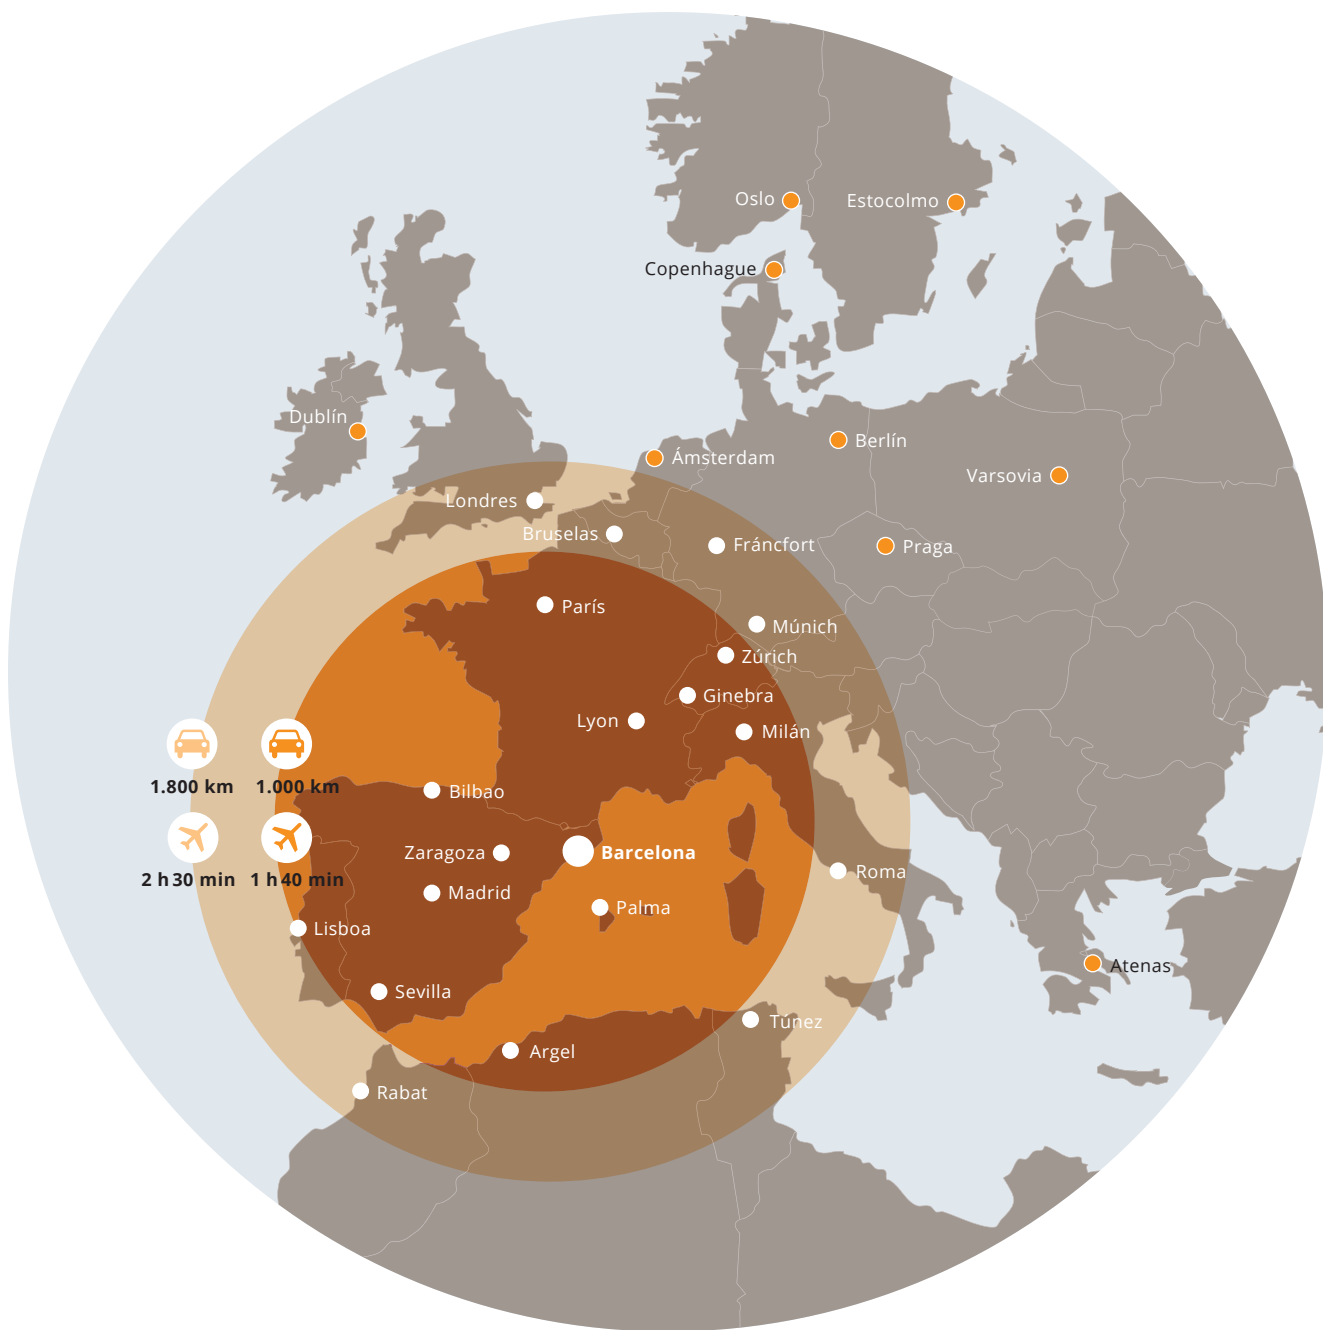 Oslo
Estocolmo
Copenhague
Dublín
Berlín
Ámsterdam
Varsovia
Londres
Bruselas
Fráncfort
Praga
París
Múnich
Zúrich
Ginebra
Lyon
Milán
1.800 km
1.000 km
Bilbao
Zaragoza
Barcelona
2 h 30 min
1 h 40 min
Roma
Madrid
Palma
Lisboa
Atenas
Sevilla
Túnez
Argel
Rabat